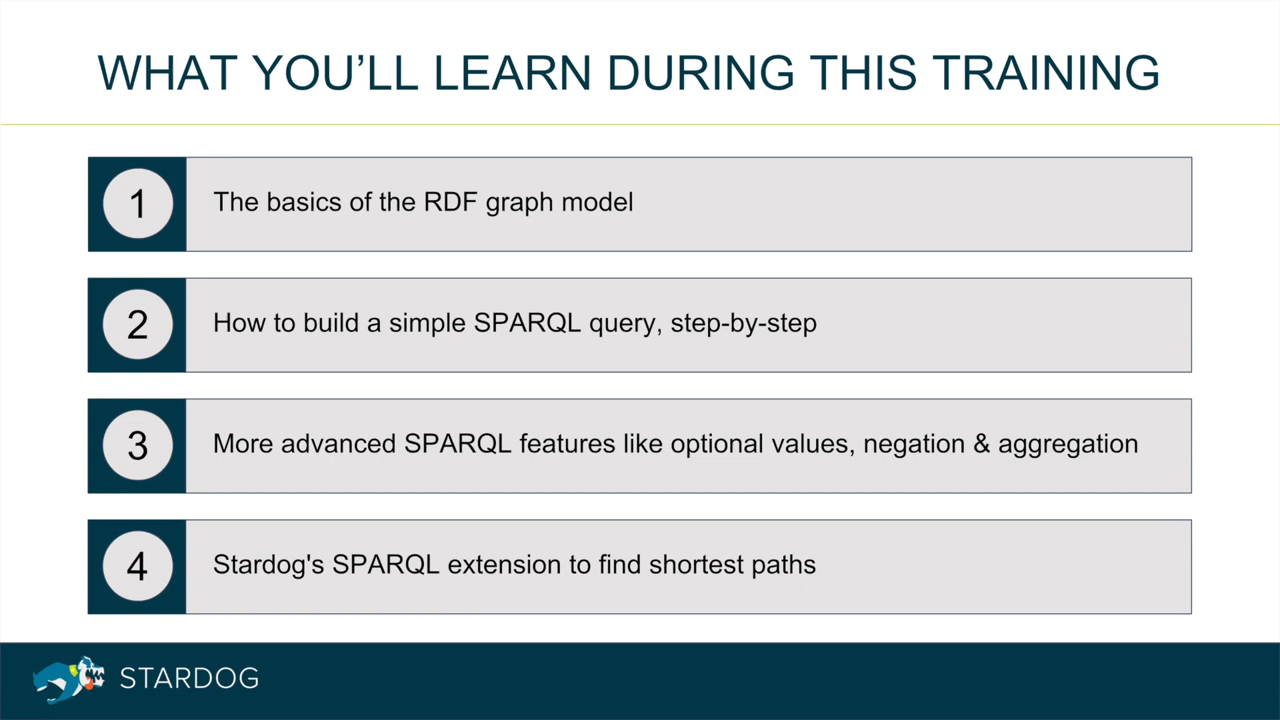 WHAT YOU’LL LEARN DURING THIS TRAINING
1
The basics of the RDF graph model
2
How to build a simple SPARQL query, step-by-step
3
More advanced SPARQL features like optional values, negation & aggregation
4
Stardog's SPARQL extension to find shortest paths
STARDOG